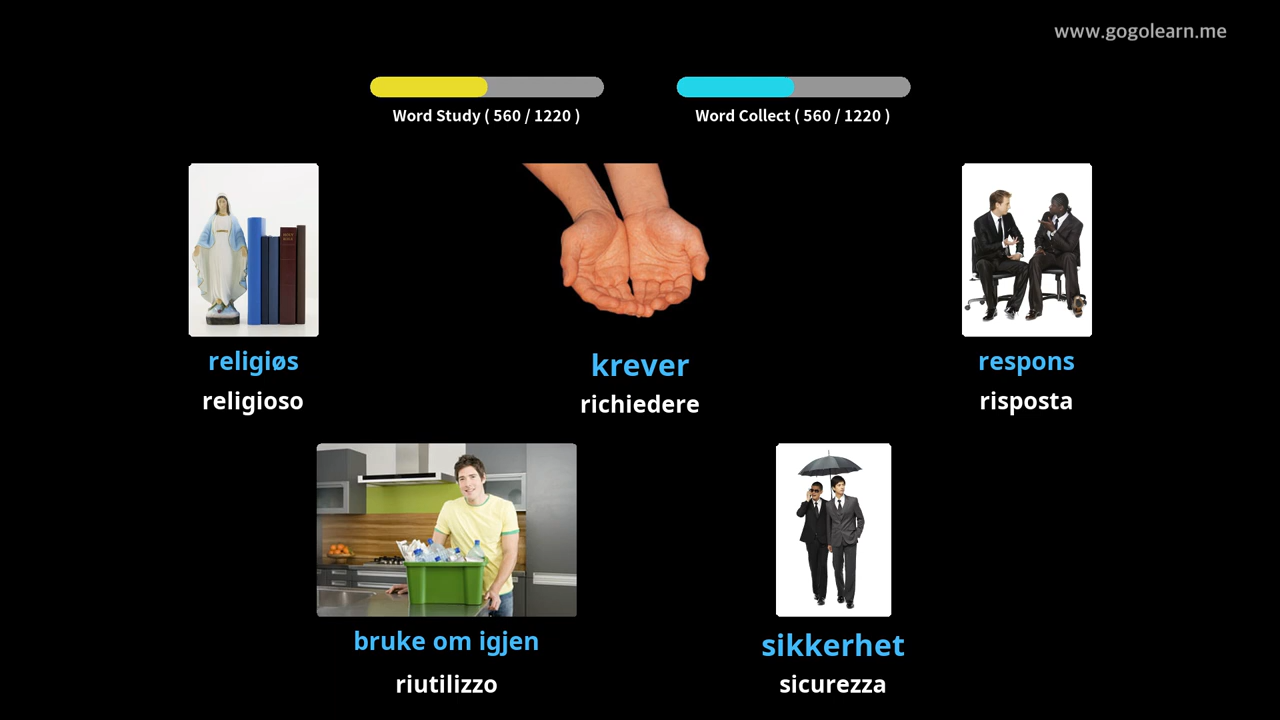 www.gogolearn.me
Word Study ( 560 / 1220 )
Word Collect ( 560 / 1220 )
religiøs
religioso
krever
richiedere
respons
risposta
bruke om igjen
riutilizzo
sikkerhet
sicurezza